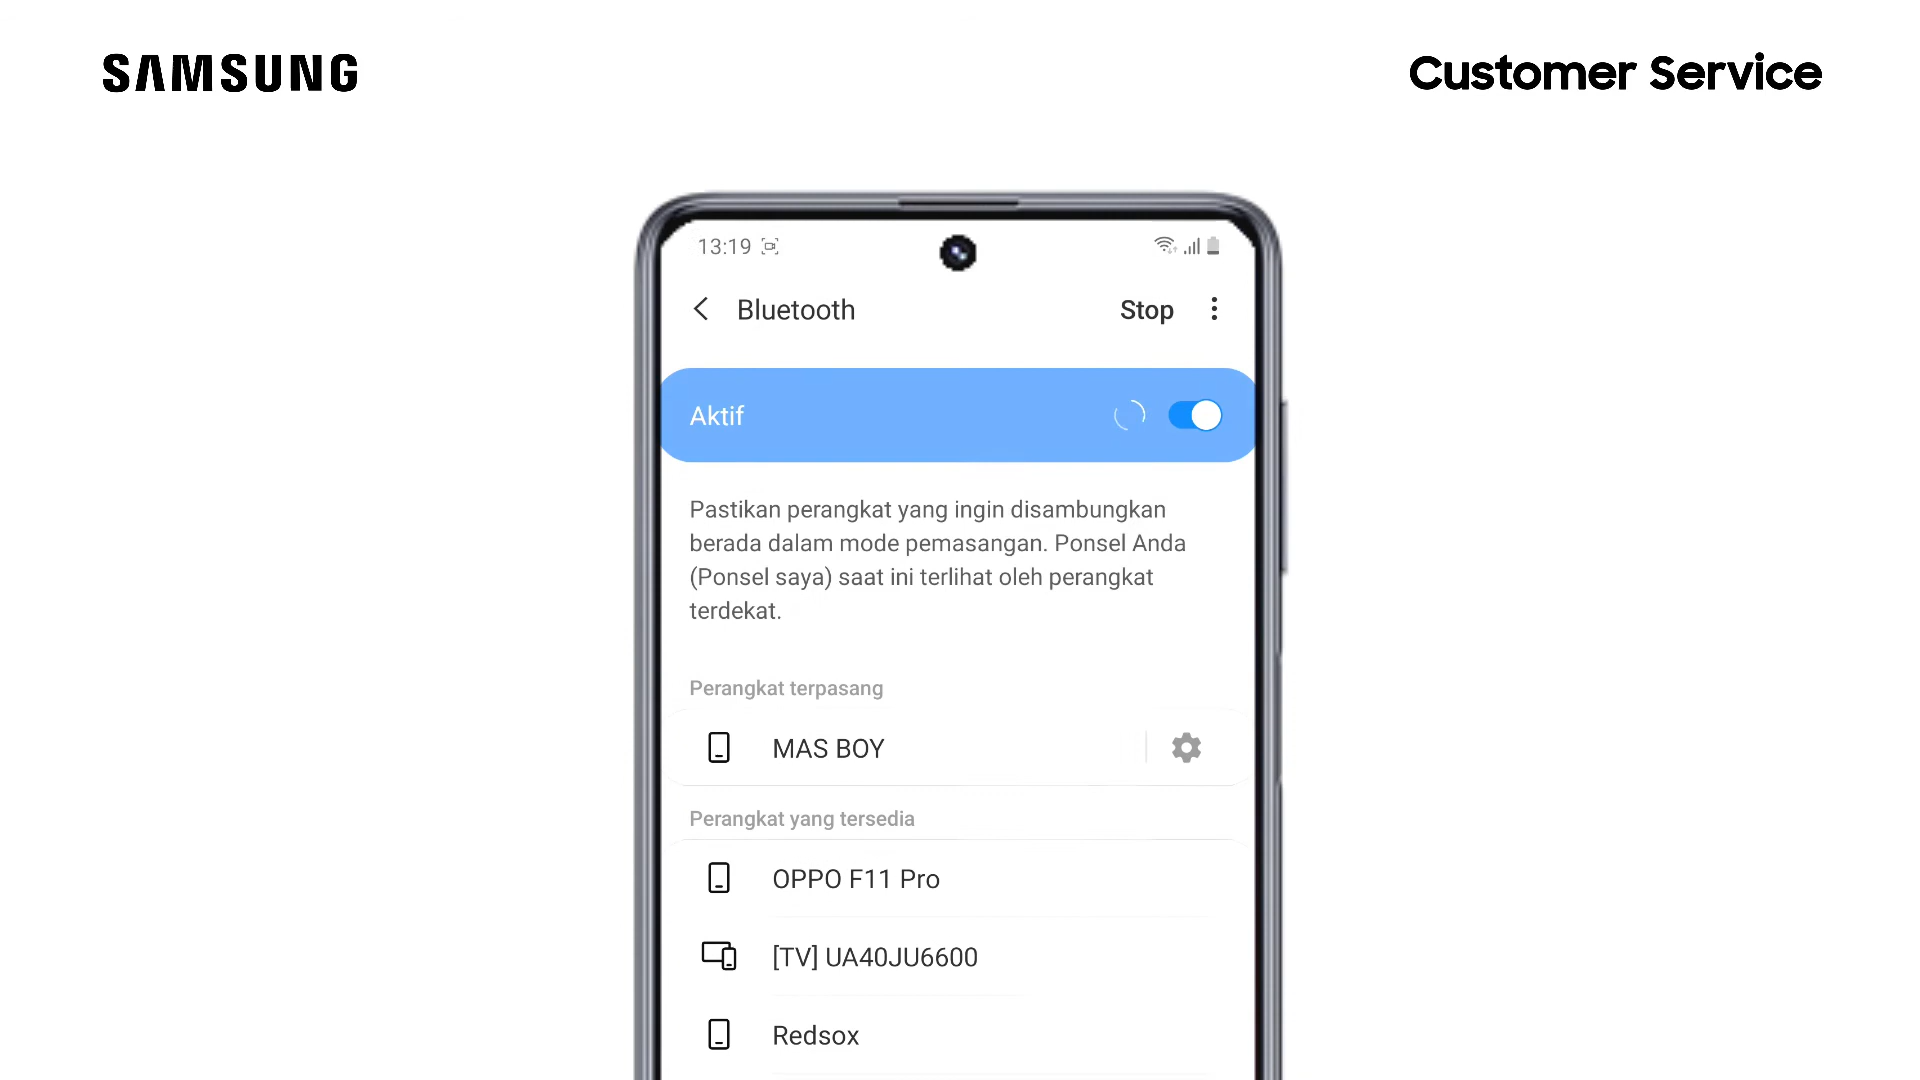 SAMSUNG
Customer Service
13:19
Bluetooth
Stop
Aktif
Pastikan perangkat yang ingin disambungkan
berada dalam mode pemasangan. Ponsel Anda
(Ponsel saya) saat ini terlihat oleh perangkat
terdekat.
Perangkat terpasang
MAS BOY
Perangkat yang tersedia
OPPO F11 Pro
[TV] UA40JU6600
Redsox